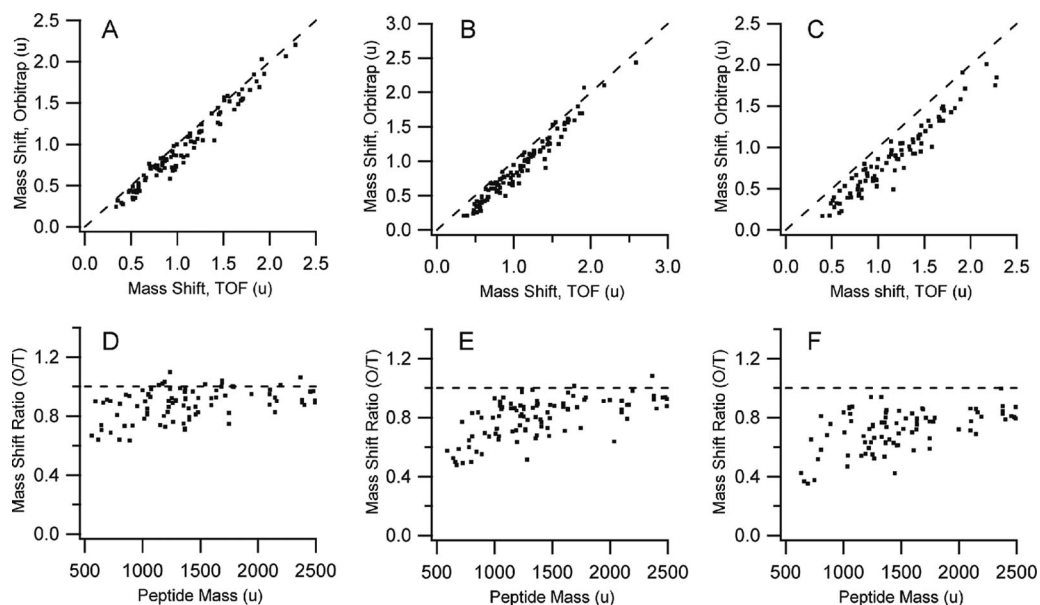 A
Mass Shift, Orbitrap (u)
2.5
2.0
1.5
1.0
0.5
0.0
0.0 0.5 1.0 1.5 2.0 2.5
Mass Shift, TOF (u)
B
Mass Shift, Orbitrap (u)
3.0
2.5
2.0
1.5
1.0
0.5
0.0
0.0 1.0 2.0 3.0
Mass Shift, TOF (u)
C
Mass Shift, Orbitrap (u)
2.5
2.0
1.5
1.0
0.5
0.0
0.0 0.5 1.0 1.5 2.0 2.5
Mass shift, TOF (u)
D
Mass Shift Ratio (O/T)
1.2
0.8
0.4
0.0
500 1000 1500 2000 2500
Peptide Mass (u)
E
Mass Shift Ratio (O/T)
1.2
0.8
0.4
0.0
500 1000 1500 2000 2500
Peptide Mass (u)
F
Mass Shift Ratio (O/T)
1.2
0.8
0.4
0.0
500 1000 1500 2000 2500
Peptide Mass (u)